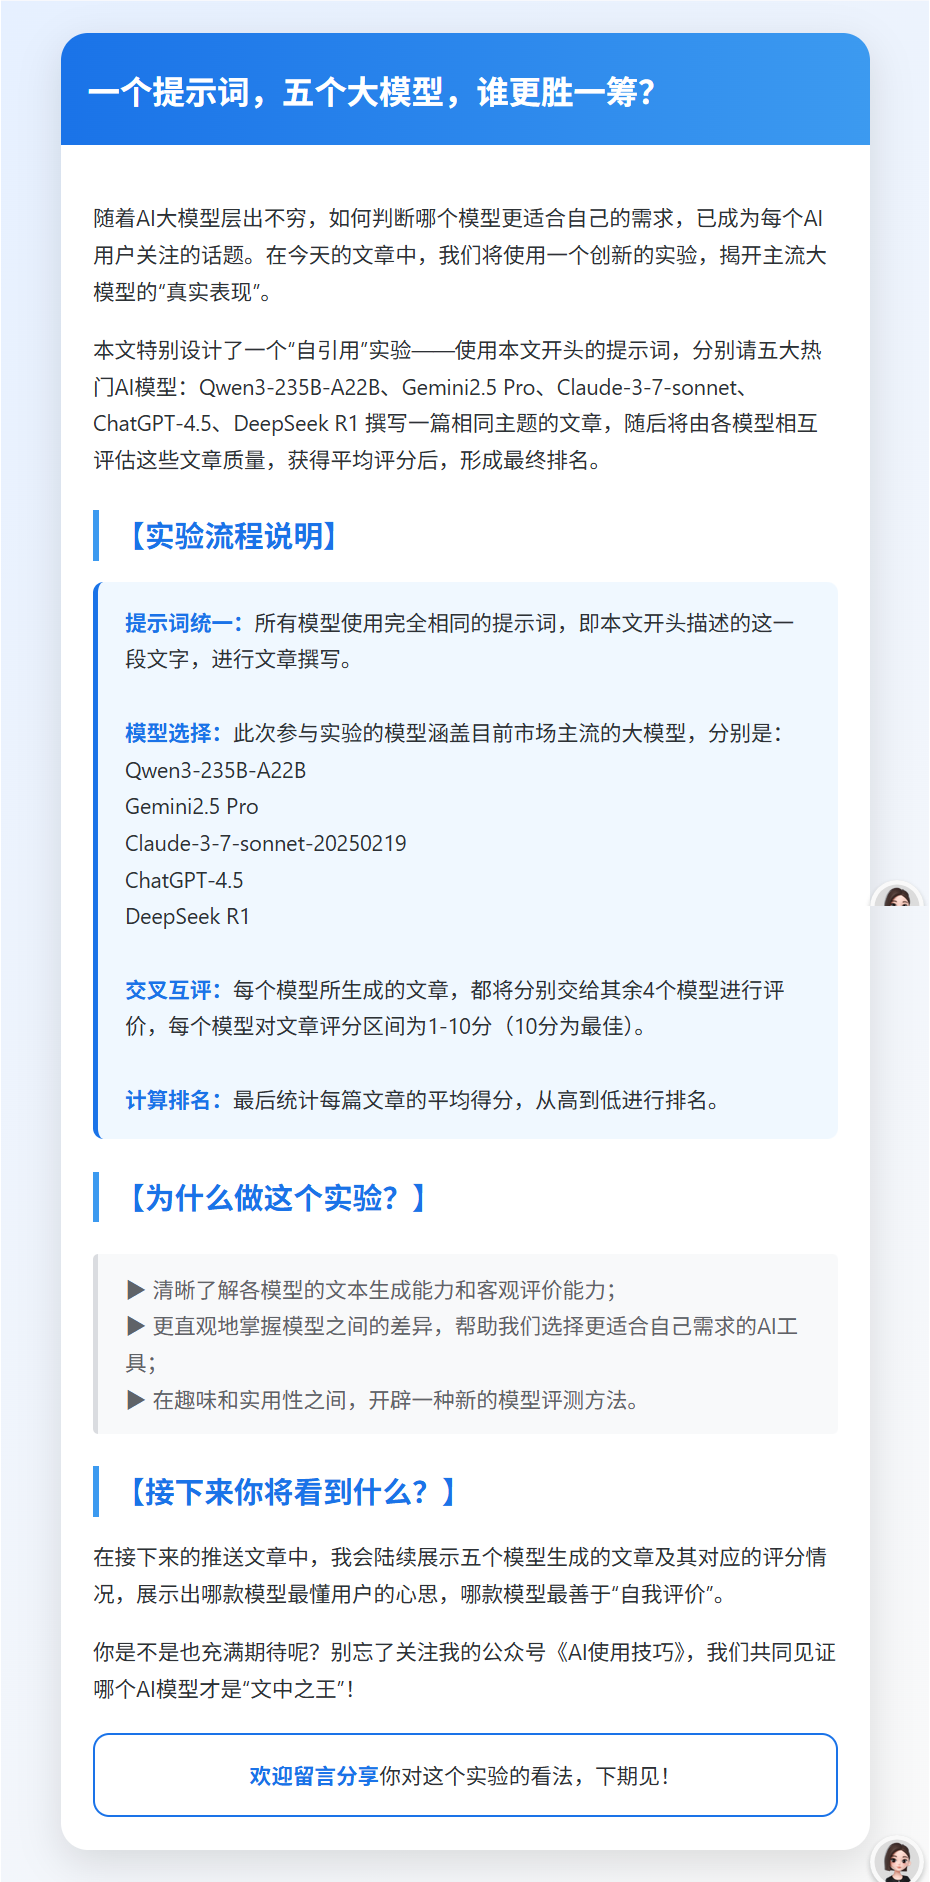 一个提示词，五个大模型，谁更胜一筹？
随着AI大模型层出不穷，如何判断哪个模型更适合自己的需求，已成为每个AI
用户关注的话题。在今天的文章中，我们将使用一个创新的实验，揭开主流大
模型的“真实表现”。
本文特别设计了一个“自引用”实验——使用本文开头的提示词，分别请五大热
门AI模型：Qwen3-235B-A22B、Gemini2.5 Pro、Claude-3-7-sonnet、
ChatGPT-4.5、DeepSeek R1 撰写一篇相同主题的文章，随后将由各模型相互
评估这些文章质量，获得平均评分后，形成最终排名。
【实验流程说明】
提示词统一：所有模型使用完全相同的提示词，即本文开头描述的这一
段文字，进行文章撰写。
模型选择：此次参与实验的模型涵盖目前市场主流的大模型，分别是：
Qwen3-235B-A22B
Gemini2.5 Pro
Claude-3-7-sonnet-20250219
ChatGPT-4.5
DeepSeek R1
交叉互评：每个模型所生成的文章，都将分别交给其余4个模型进行评
价，每个模型对文章评分区间为1-10分（10分为最佳）。
计算排名：最后统计每篇文章的平均得分，从高到低进行排名。
【为什么做这个实验？】
▶ 清晰了解各模型的文本生成能力和客观评价能力；
▶ 更直观地掌握模型之间的差异，帮助我们选择更适合自己需求的AI工
具；
▶ 在趣味和实用性之间，开辟一种新的模型评测方法。
【接下来你将看到什么？】
在接下来的推送文章中，我会陆续展示五个模型生成的文章及其对应的评分情
况，展示出哪款模型最懂用户的心思，哪款模型最善于“自我评价”。
你是不是也充满期待呢？别忘了关注我的公众号《AI使用技巧》，我们共同见证
哪个AI模型才是“文中之王”！
欢迎留言分享你对这个实验的看法，下期见！